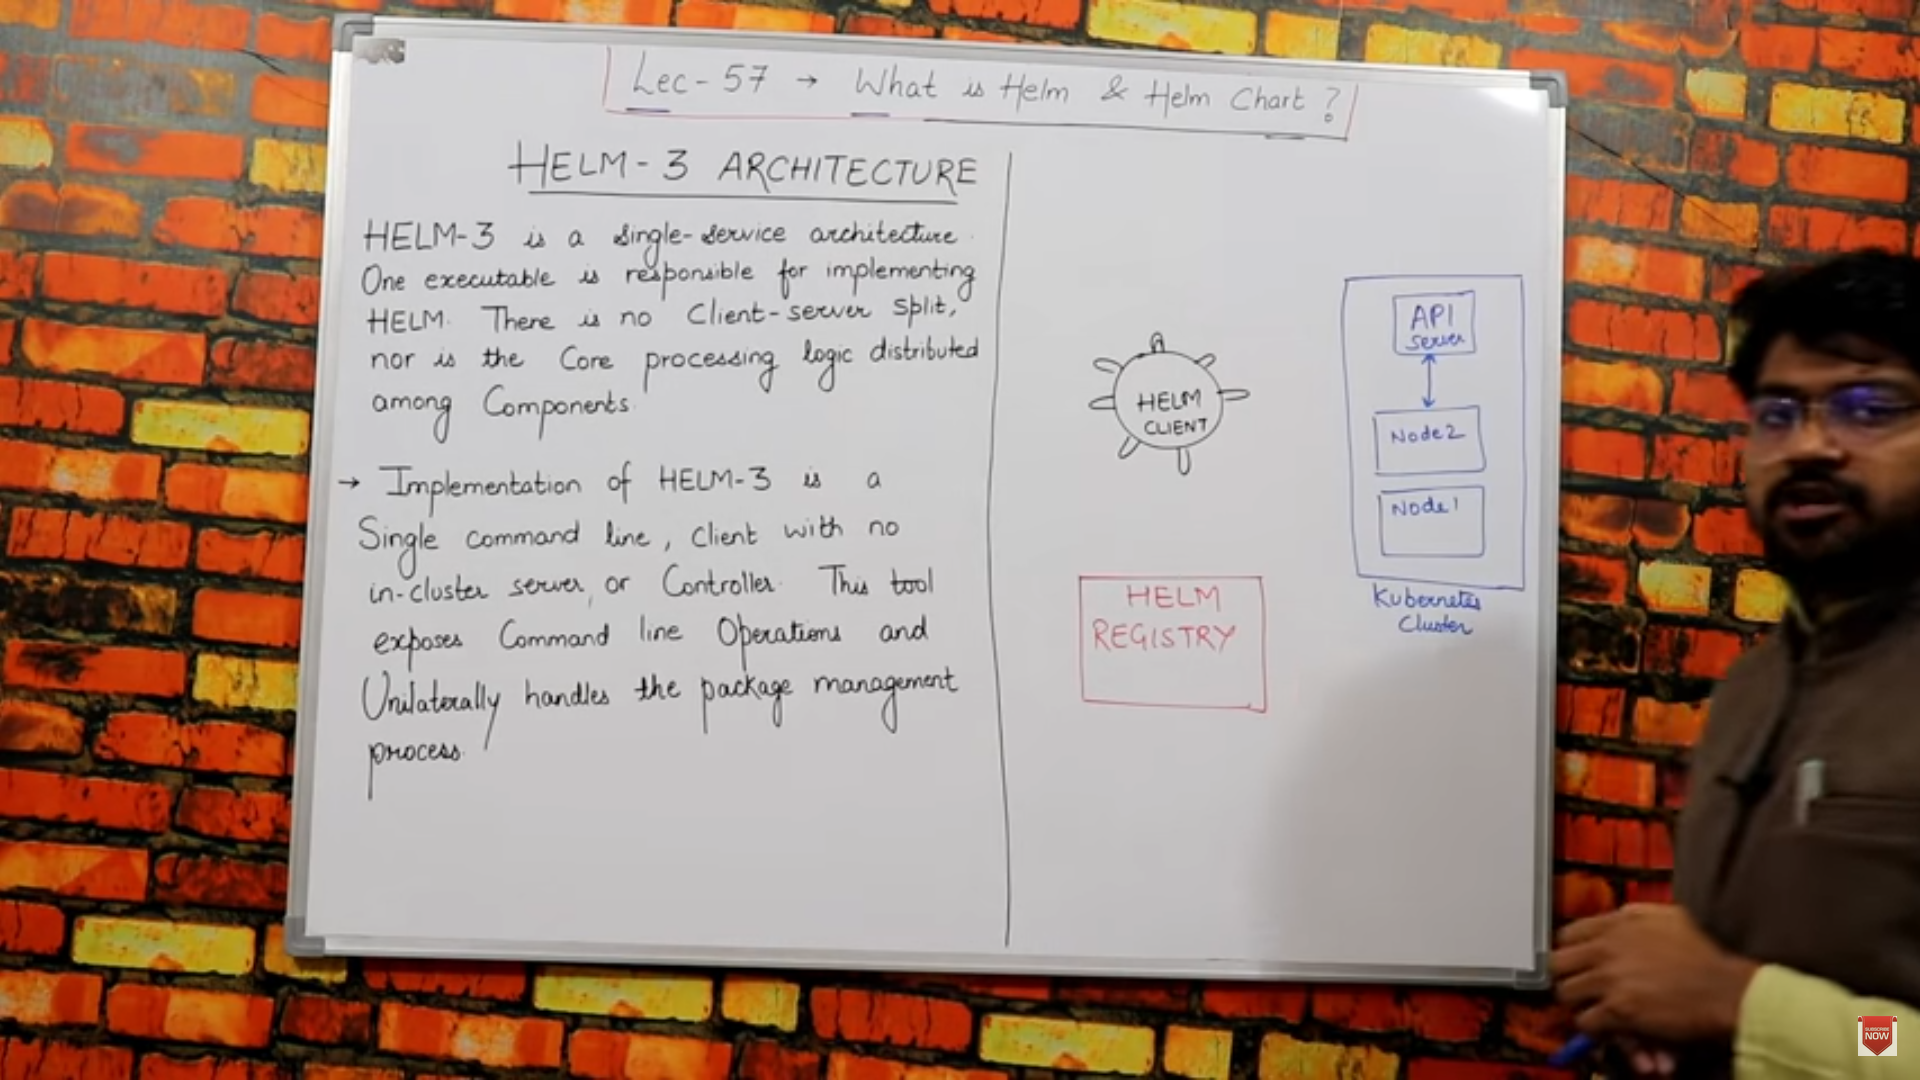 Lec-57 → What is Helm & Helm Chart ?
HELM-3 ARCHITECTURE
HELM-3 is a single-service architecture.
One executable is responsible for implementing
HELM. There is no Client-server split,
nor is the Core processing logic distributed
among Components.
→ Implementation of HELM-3 is a
Single command line, Client with no
in-cluster server, or Controller. This tool
exposes Command line Operations and
Unilaterally handles the package management
process.
HELM
CLIENT
HELM
REGISTRY
API
Server
Node2
Node1
Kubernetes
Cluster
SUBSCRIBE
NOW